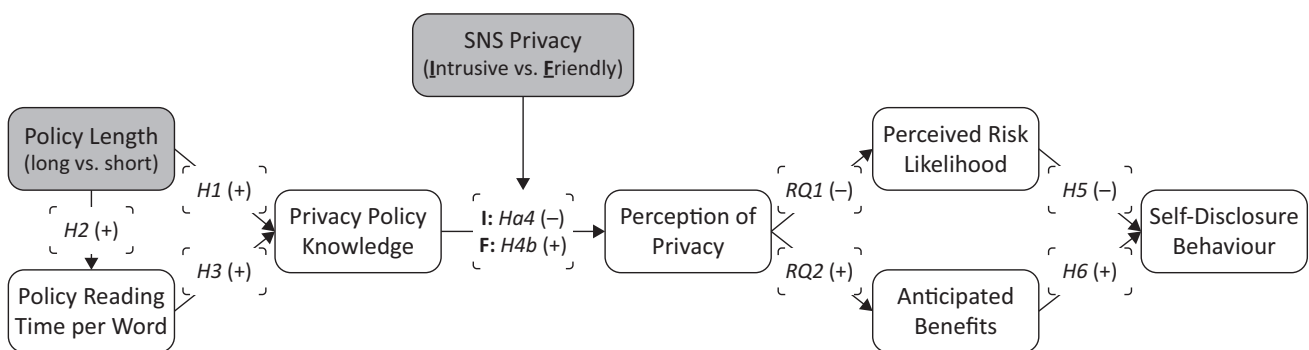 SNS Privacy
(Intrusive vs. Friendly)
Policy Length
(long vs. short)
H1 (+)
H2 (+)
H3 (+)
Policy Reading
Time per Word
Privacy Policy
Knowledge
I: Ha4 (–)
F: H4b (+)
Perception of
Privacy
RQ1 (–)
RQ2 (+)
Perceived Risk
Likelihood
Anticipated
Benefits
H5 (–)
H6 (+)
Self-Disclosure
Behaviour